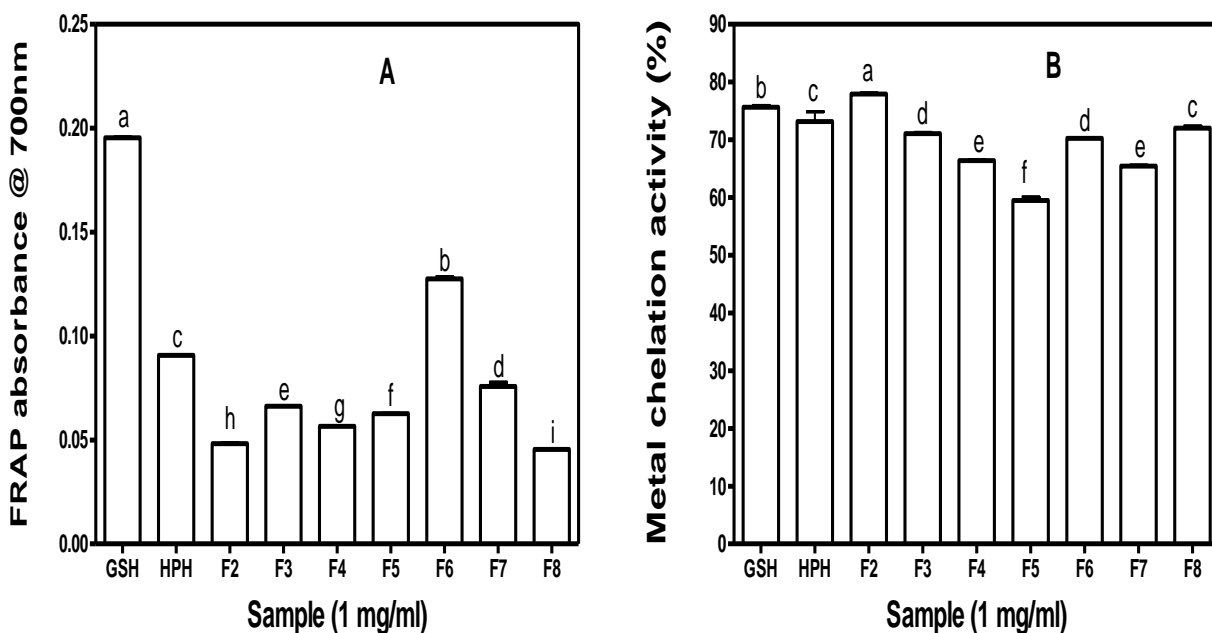 FRAP absorbance @ 700nm
0.25
0.20
0.15
0.10
0.05
0.00
A
a
c
h
e
g
f
b
d
i
GSH HPH F2 F3 F4 F5 F6 F7 F8
Sample (1 mg/ml)
Metal chelation activity (%)
90
80
70
60
50
40
30
20
10
0
B
b
c
a
d
e
f
d
e
c
GSH HPH F2 F3 F4 F5 F6 F7 F8
Sample (1 mg/ml)